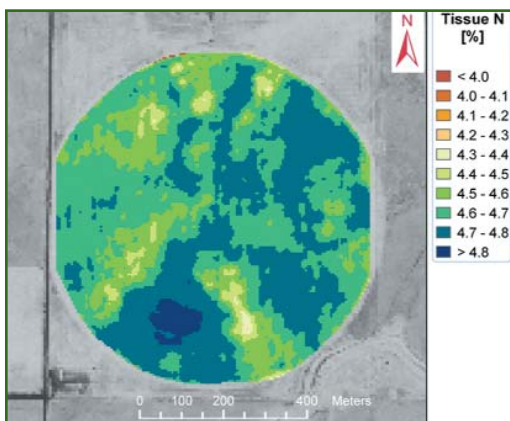 N
Tissue N
[%]
< 4.0
4.0 - 4.1
4.1 - 4.2
4.2 - 4.3
4.3 - 4.4
4.4 - 4.5
4.5 - 4.6
4.6 - 4.7
4.7 - 4.8
> 4.8
0 100 200 400 Meters